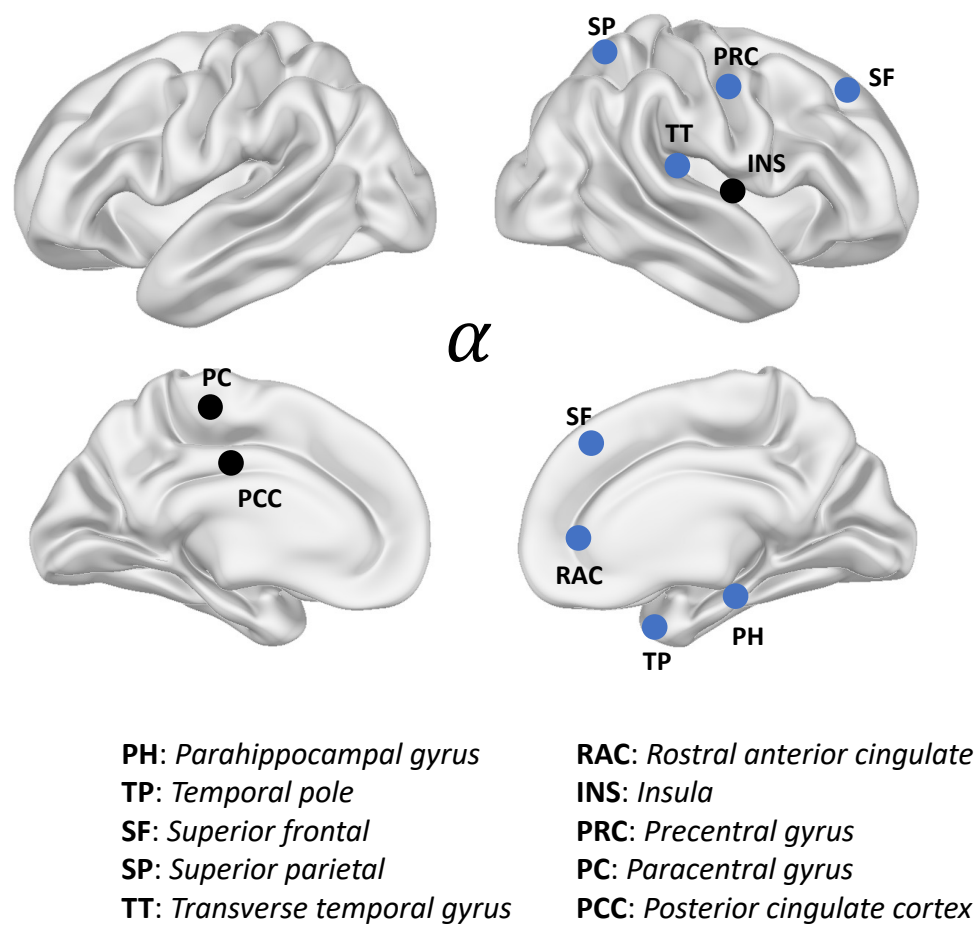 SP
PRC
SF
TT
INS
α
PC
SF
PCC
RAC
PH
TP
PH: Parahippocampal gyrus
TP: Temporal pole
SF: Superior frontal
SP: Superior parietal
TT: Transverse temporal gyrus
RAC: Rostral anterior cingulate
INS: Insula
PRC: Precentral gyrus
PC: Paracentral gyrus
PCC: Posterior cingulate cortex